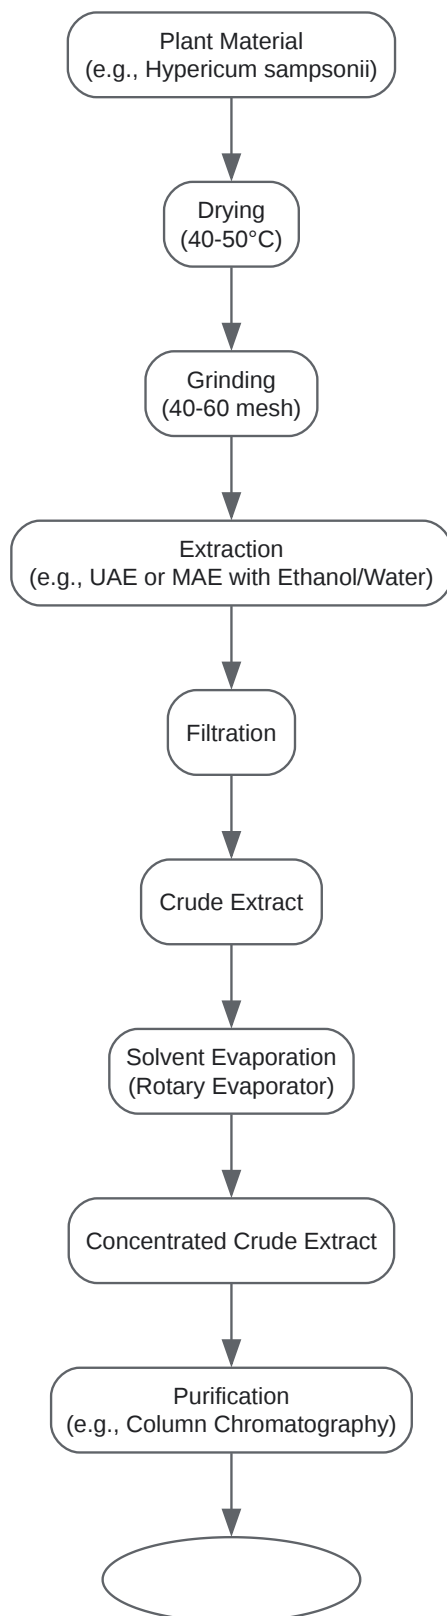 Plant Material
(e.g., Hypericum sampsonii)
Drying
(40-50°C)
Grinding
(40-60 mesh)
Extraction
(e.g., UAE or MAE with Ethanol/Water)
Filtration
Crude Extract
Solvent Evaporation
(Rotary Evaporator)
Concentrated Crude Extract
Purification
(e.g., Column Chromatography)